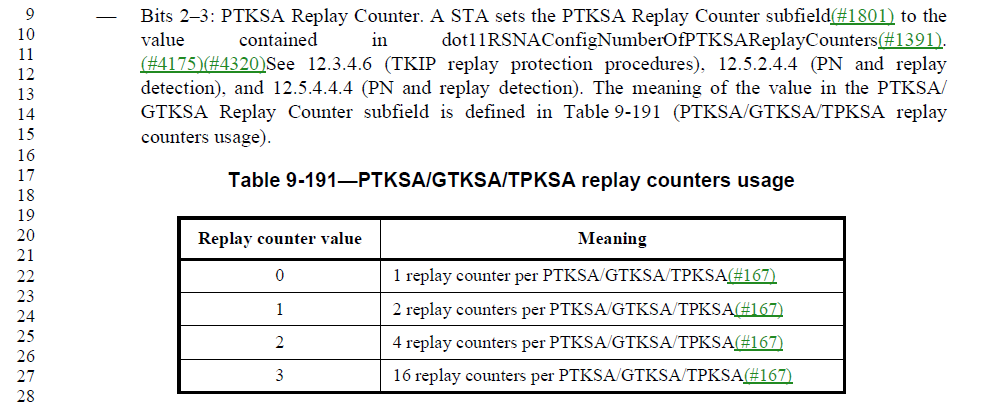 9 — Bits 2–3: PTKSA Replay Counter. A STA sets the PTKSA Replay Counter subfield(#1801) to the
10 value contained in dot11RSNAConfigNumberOfPTKSAReplayCounters(#1391).
11 (#4175)(#4320)See 12.3.4.6 (TKIP replay protection procedures), 12.5.2.4.4 (PN and replay
12 detection), and 12.5.4.4.4 (PN and replay detection). The meaning of the value in the PTKSA/
13 GTKSA Replay Counter subfield is defined in Table 9-191 (PTKSA/GTKSA/TPKSA replay
14 counters usage).
15
16
17 Table 9-191—PTKSA/GTKSA/TPKSA replay counters usage
18
19
20 Replay counter value Meaning
21
22 0 1 replay counter per PTKSA/GTKSA/TPKSA(#167)
23
24 1 2 replay counters per PTKSA/GTKSA/TPKSA(#167)
25
26 2 4 replay counters per PTKSA/GTKSA/TPKSA(#167)
27 3 16 replay counters per PTKSA/GTKSA/TPKSA(#167)
28